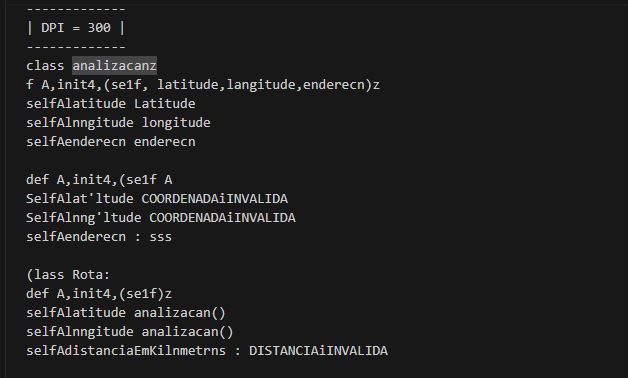 -------------
| DPI = 300 |
-------------
class analizacanz
f A,init4,(se1f, latitude,langitude,enderecn)z
selfAlatitude Latitude
selfAlnngitude longitude
selfAenderecn enderecn
def A,init4,(se1f A
SelfAlat'ltude COORDENADAiINVALIDA
SelfAlnng'ltude COORDENADAiINVALIDA
selfAenderecn : sss
(lass Rota:
def A,init4,(se1f)z
selfAlatitude analizacan()
selfAlnngitude analizacan()
selfAdistanciaEmKilnmetrns : DISTANCIAiINVALIDA